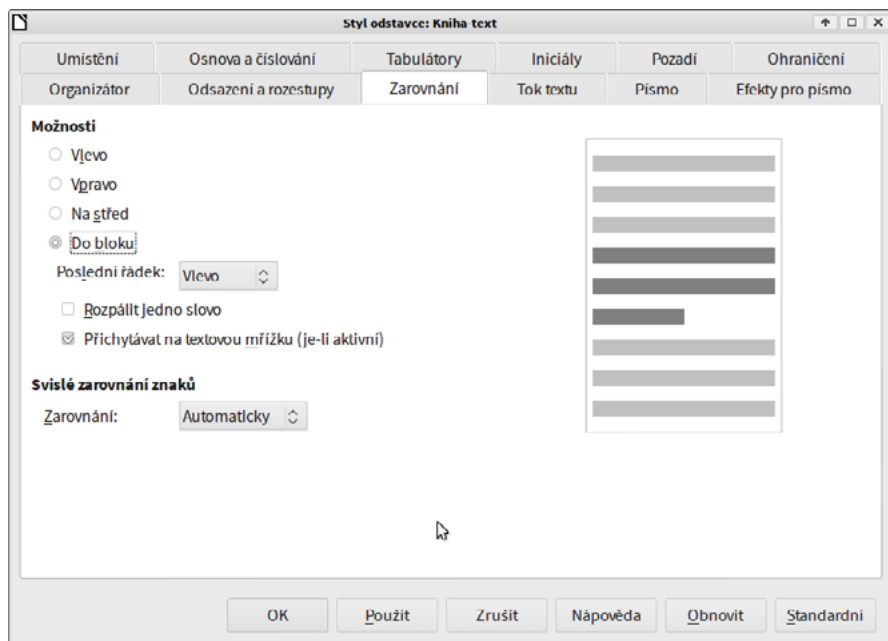 Styl odstavce: Kniha-text
Umístění Osnova a číslování Tabulátory Iniciály Pozadí Ohraničení
Organizátor Odsazení a rozestupy Zarovnání Tok textu Písmo Efekty pro písmo
Možnosti
Vlevo
Vpravo
Na střed
Do bloku
Poslední řádek: Vlevo
Rozpálit jedno slovo
Přichytávat na textovou mřížku (je-li aktivní)
Svislé zarovnání znaků
Zarovnání: Automaticky
OK Použít Zrušit Nápověda Obnovit Standardní